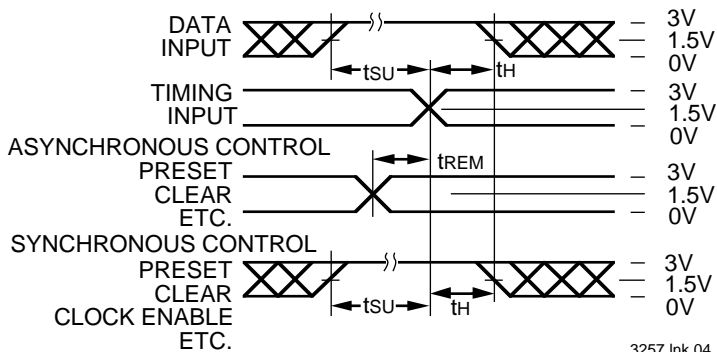 DATA
INPUT
3V
1.5V
0V
tSU
tH
TIMING
INPUT
3V
1.5V
0V
ASYNCHRONOUS CONTROL
tREM
PRESET
CLEAR
ETC.
3V
1.5V
0V
SYNCHRONOUS CONTROL
PRESET
CLEAR
CLOCK ENABLE
ETC.
3V
1.5V
0V
tSU
tH
3257 lnk 04